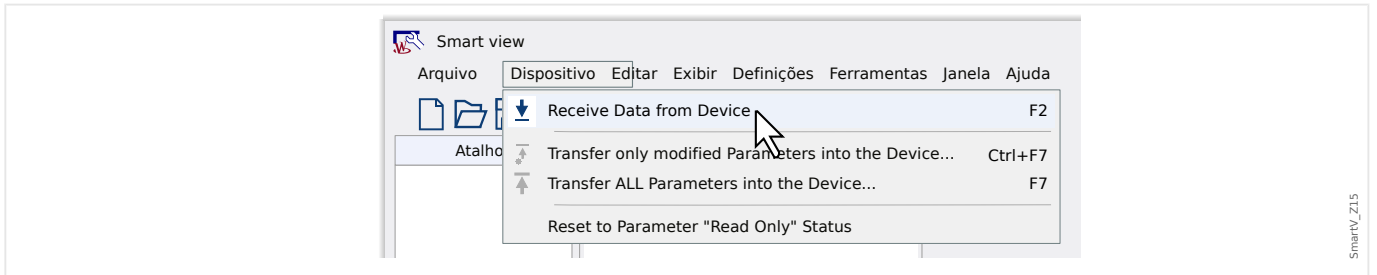 Smart view
Arquivo Dispositivo Editar Exibir Definições Ferramentas Janela Ajuda
Receive Data from Device F2
Atalho
Transfer only modified Parameters into the Device... Ctrl+F7
Transfer ALL Parameters into the Device... F7
Reset to Parameter "Read Only" Status
SmartV_Z15